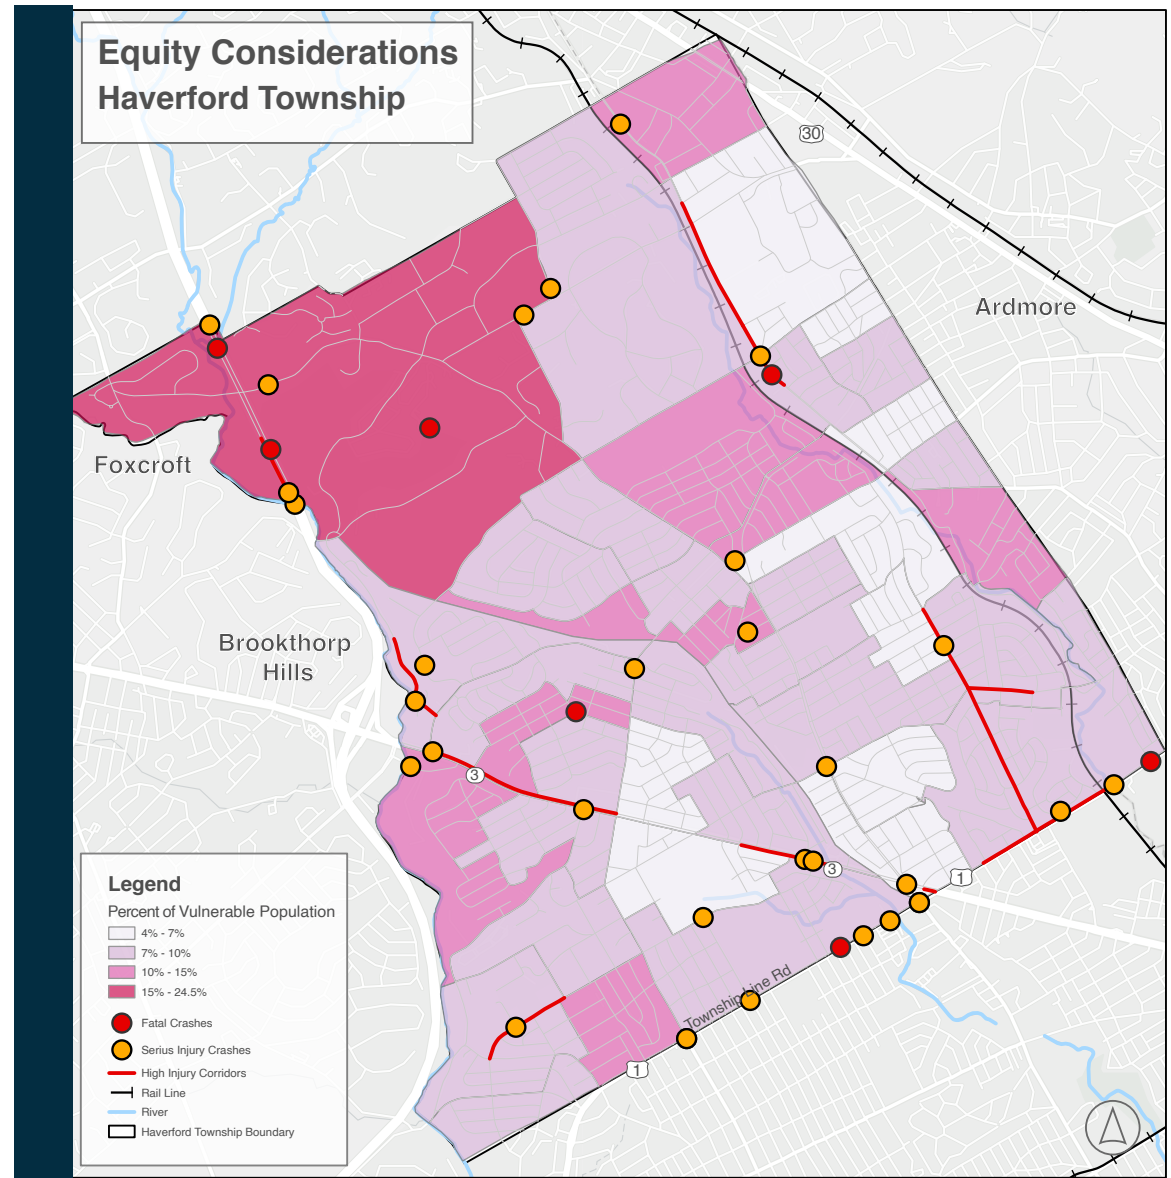 Equity Considerations
Haverford Township
30
Ardmore
Foxcroft
Brookthorp
Hills
3
3
1
Township Line Rd
1
Legend
Percent of Vulnerable Population
4% - 7%
7% - 10%
10% - 15%
15% - 24.5%
Fatal Crashes
Serius Injury Crashes
High Injury Corridors
Rail Line
River
Haverford Township Boundary